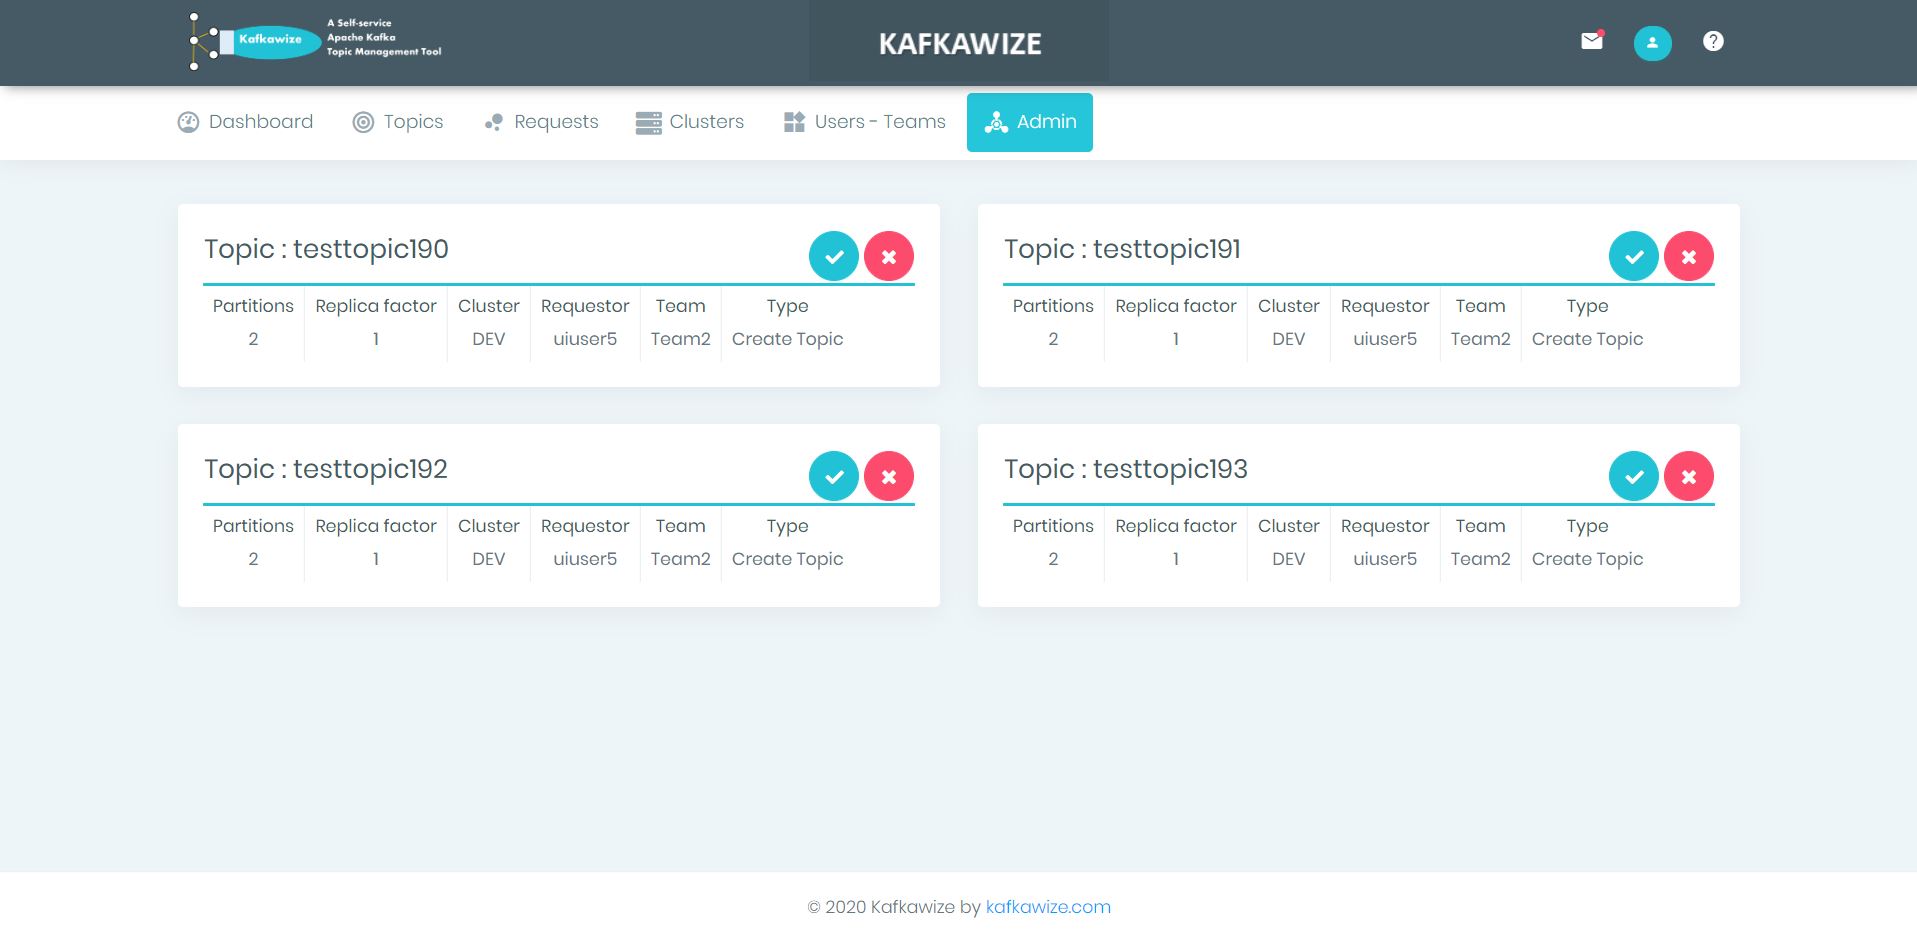 Kafkawize
A Self-service
Apache Kafka
Topic Management Tool
KAFKAWIZE
Dashboard Topics Requests Clusters Users - Teams Admin
Topic : testtopic190
Partitions Replica factor Cluster Requestor Team Type
2 1 DEV uiuser5 Team2 Create Topic
Topic : testtopic191
Partitions Replica factor Cluster Requestor Team Type
2 1 DEV uiuser5 Team2 Create Topic
Topic : testtopic192
Partitions Replica factor Cluster Requestor Team Type
2 1 DEV uiuser5 Team2 Create Topic
Topic : testtopic193
Partitions Replica factor Cluster Requestor Team Type
2 1 DEV uiuser5 Team2 Create Topic
© 2020 Kafkawize by kafkawize.com